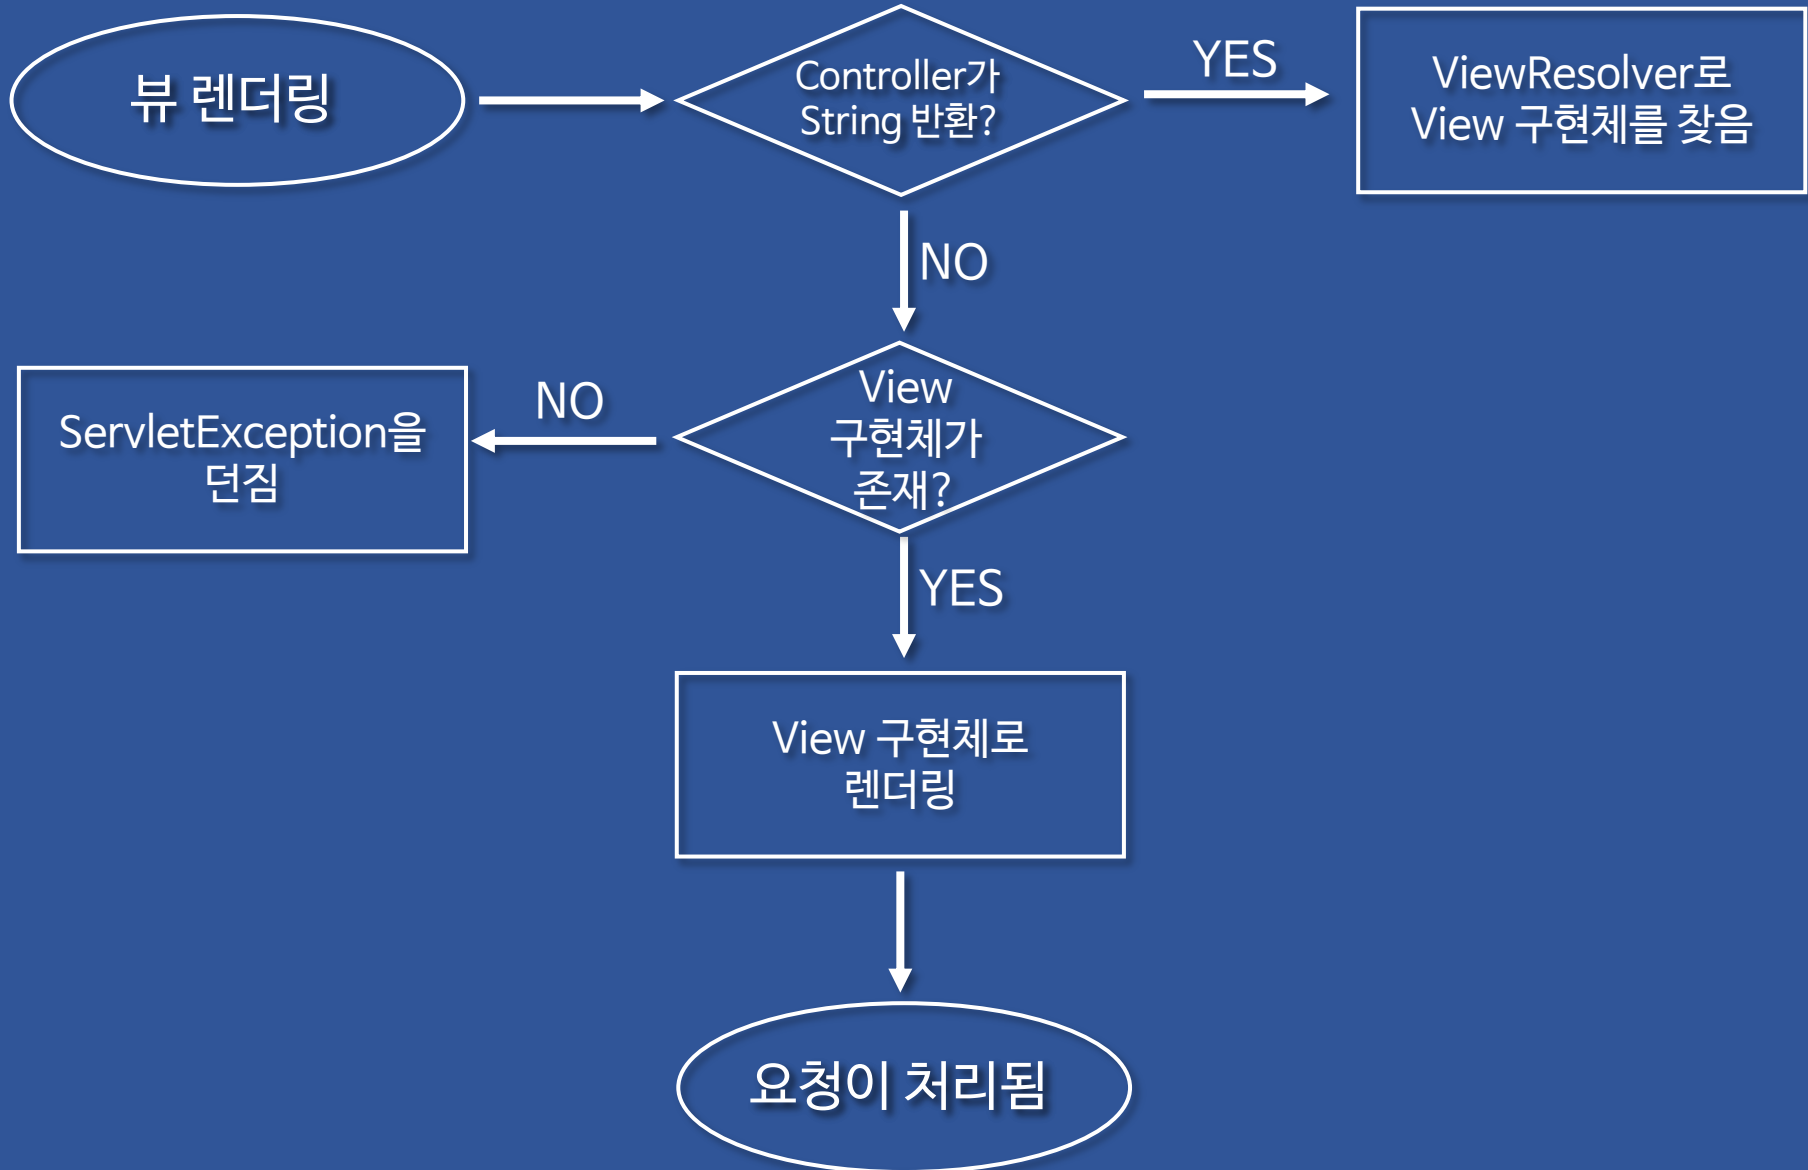 뷰 렌더링
Controller가
String 반환?
YES
ViewResolver로
View 구현체를 찾음
NO
View
구현체가
존재?
NO
ServletException을
던짐
YES
View 구현체로
렌더링
요청이 처리됨